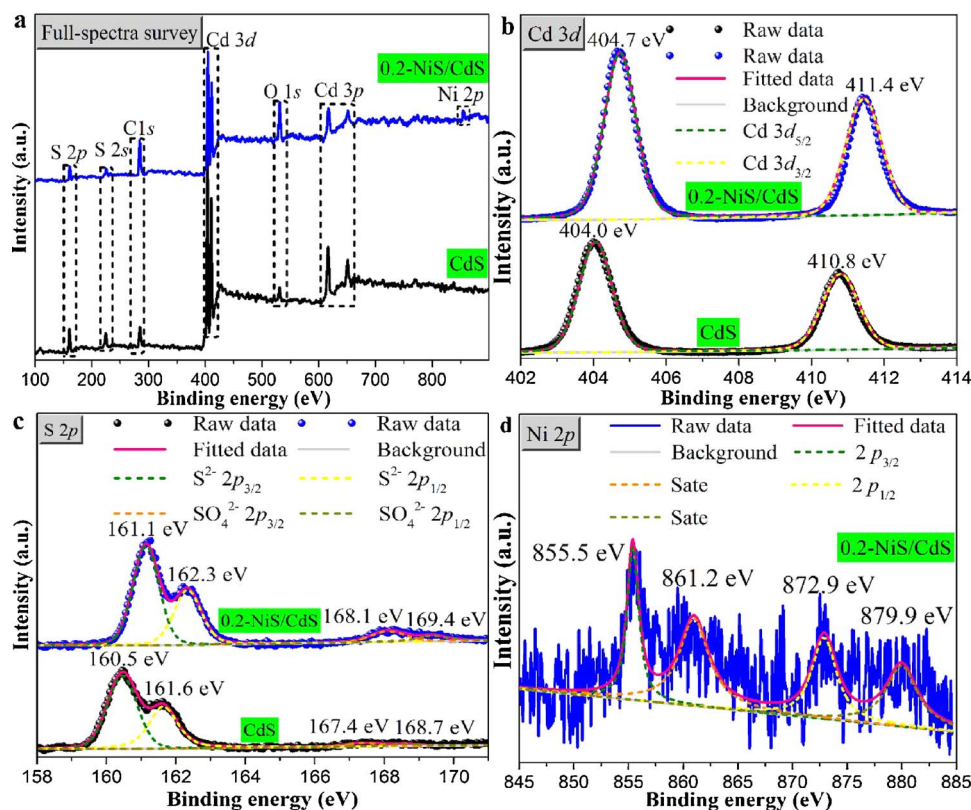 a
Full-spectra survey
Cd 3d
0.2-NiS/CdS
O 1s
Cd 3p
Ni 2p
C1s
S 2p
S 2s
CdS
Intensity (a.u.)
100 200 300 400 500 600 700 800
Binding energy (eV)
b
Cd 3d
404.7 eV
Raw data
Raw data
Fitted data
Background
Cd 3d5/2
Cd 3d3/2
411.4 eV
0.2-NiS/CdS
404.0 eV
410.8 eV
CdS
Intensity (a.u.)
402 404 406 408 410 412 414
Binding energy (eV)
c
S 2p
Raw data Raw data
Fitted data Background
S2- 2p3/2 S2- 2p1/2
SO42- 2p3/2 SO42- 2p1/2
161.1 eV
162.3 eV
0.2-NiS/CdS
168.1 eV 169.4 eV
160.5 eV
161.6 eV
CdS
167.4 eV 168.7 eV
Intensity (a.u.)
158 160 162 164 166 168 170
Binding energy (eV)
d
Ni 2p
Raw data Fitted data
Background 2 p3/2
Sate 2 p1/2
Sate
0.2-NiS/CdS
855.5 eV
861.2 eV
872.9 eV
879.9 eV
Intensity (a.u.)
845 850 855 860 865 870 875 880 885
Binding energy (eV)